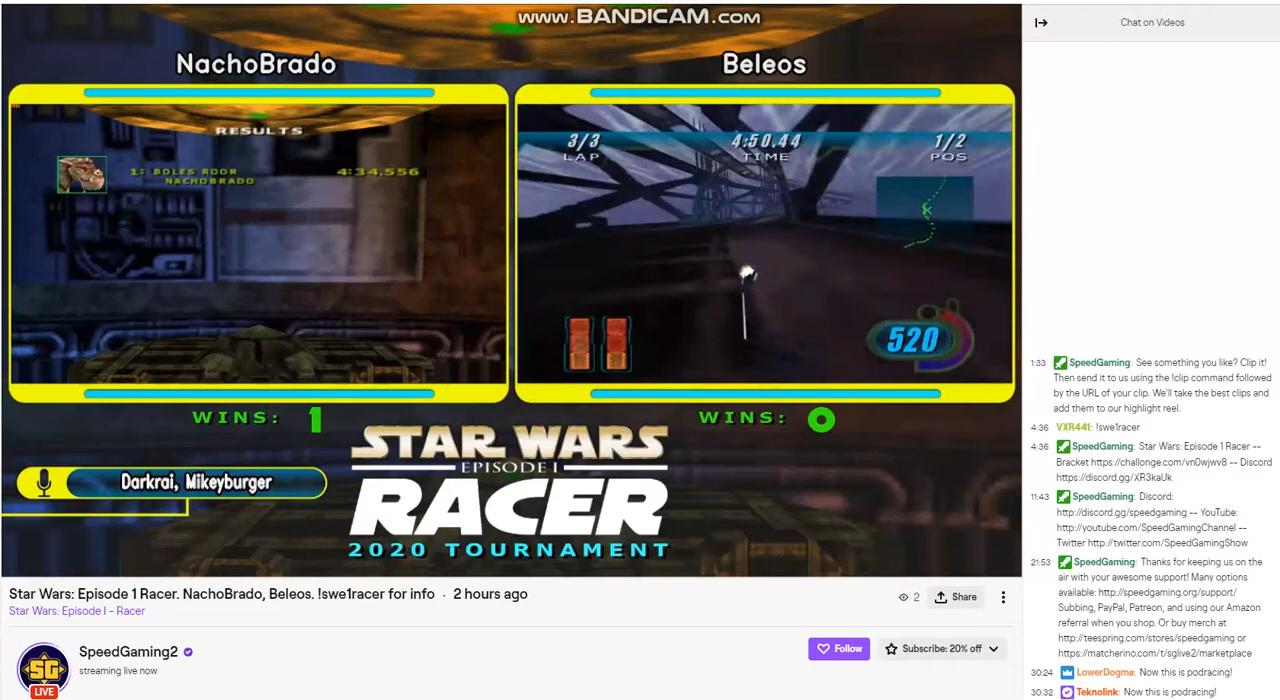 www.BANDICAM.com
NachoBrado
Beleos
RESULTS
1: BOLES ROOR 4:34,556
NACHOBRADO
3/3
LAP
4:50.44
TIME
1/2
POS
520
WINS: 1
WINS: 0
Darkrai, Mikeyburger
STAR WARS
EPISODE I
RACER
2020 TOURNAMENT
Star Wars: Episode 1 Racer. NachoBrado, Beleos. !swe1racer for info · 2 hours ago
Star Wars: Episode I - Racer
2
Share
SG
LIVE
SpeedGaming2
streaming live now
Follow
Subscribe: 20% off
Chat on Videos
1:33 SpeedGaming: See something you like? Clip it!
Then send it to us using the !clip command followed
by the URL of your clip. We'll take the best clips and
add them to our highlight reel.
4:36 VXR441: !swe1racer
4:36 SpeedGaming: Star Wars: Episode 1 Racer --
Bracket https://challonge.com/vn0wjwv8 -- Discord
https://discord.gg/XR3kaUk
11:43 SpeedGaming: Discord:
http://discord.gg/speedgaming -- YouTube:
http://youtube.com/SpeedGamingChannel --
Twitter http://twitter.com/SpeedGamingShow
21:53 SpeedGaming: Thanks for keeping us on the
air with your awesome support! Many options
available: http://speedgaming.org/support/
Subbing, PayPal, Patreon, and using our Amazon
referral when you shop. Or buy merch at
http://teespring.com/stores/speedgaming or
https://matcherino.com/t/sglive2/marketplace
30:24 LowerDogma: Now this is podracing!
30:32 Teknolink: Now this is podracing!